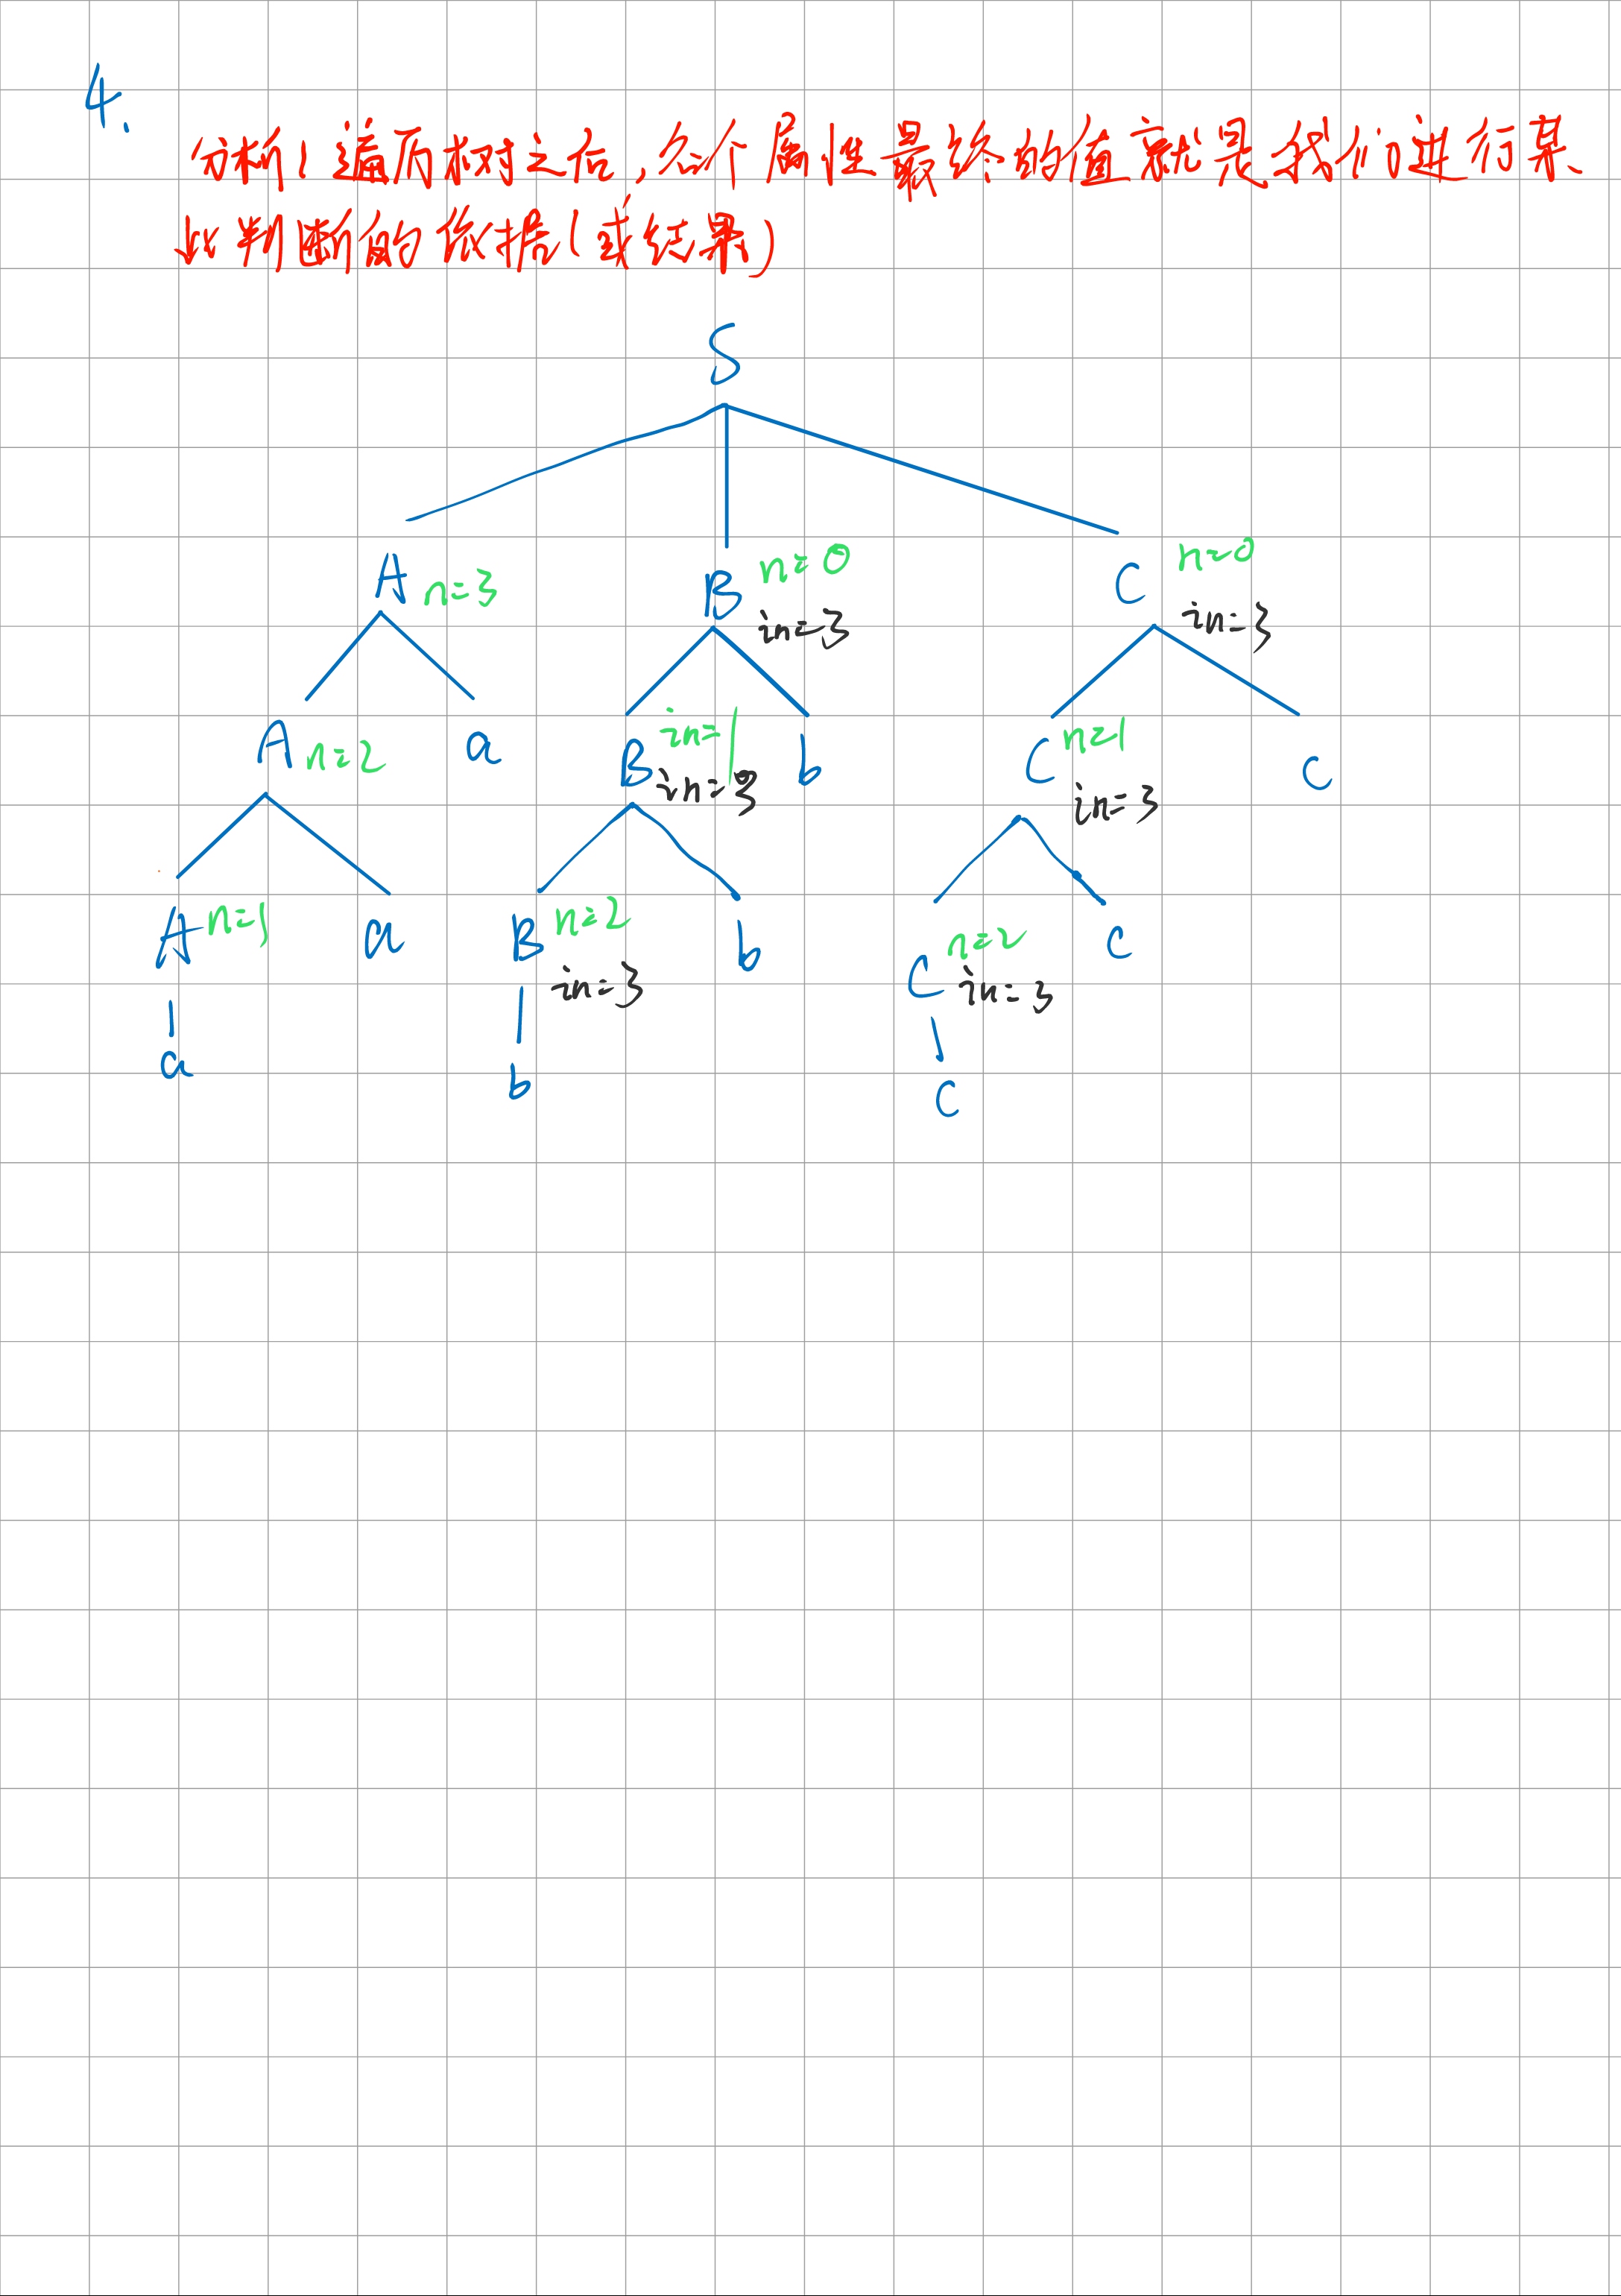 4.
分析(遍历树之后,各个属性最终的值就是我们进行某
比判断的依据(或结果)
S
A n=3 B n=0 in=3 C n=0 in=3
A n=2 a B in=1 in=3 b C n=1 in=3 c
A n=1 a B n=2 in=3 b C n=2 in=3 c
a b c